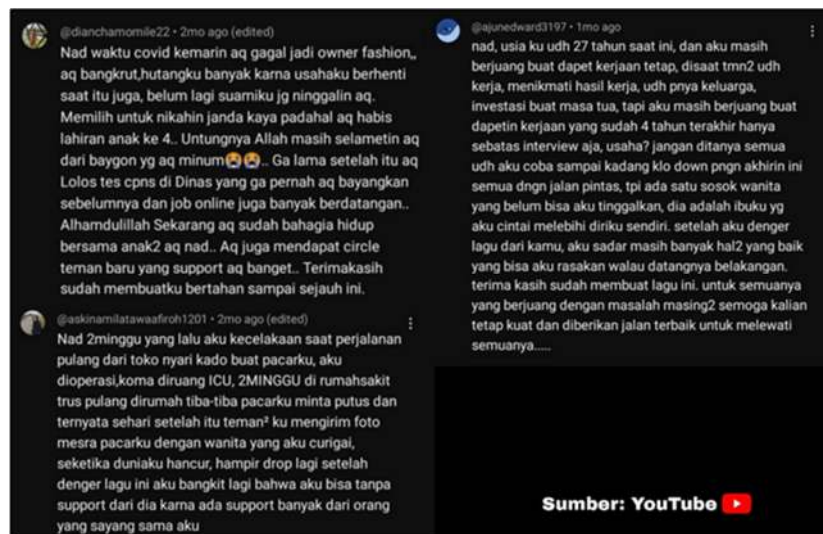 @dianchamomile22 • 2mo ago (edited)
Nad waktu covid kemarin aq gagal jadi owner fashion,,
aq bangkrut,hutangku banyak karna usahaku berhenti
saat itu juga, belum lagi suamiku jg ninggalin aq.
Memilih untuk nikahin janda kaya padahal aq habis
lahiran anak ke 4.. Untungnya Allah masih selametin aq
dari baygon yg aq minum😭😭.. Ga lama setelah itu aq
Lolos tes cpns di Dinas yang ga pernah aq bayangkan
sebelumnya dan job online juga banyak berdatangan..
Alhamdulillah Sekarang aq sudah bahagia hidup
bersama anak2 aq nad.. Aq juga mendapat circle
teman baru yang support aq banget.. Terimakasih
sudah membuatku bertahan sampai sejauh ini.
@askinamilatawaafiroh1201 • 2mo ago (edited)
Nad 2minggu yang lalu aku kecelakaan saat perjalanan
pulang dari toko nyari kado buat pacarku, aku
dioperasi,koma diruang ICU, 2MINGGU di rumahsakit
trus pulang dirumah tiba-tiba pacarku minta putus dan
ternyata sehari setelah itu teman² ku mengirim foto
mesra pacarku dengan wanita yang aku curigai,
seketika duniaku hancur, hampir drop lagi setelah
denger lagu ini aku bangkit lagi bahwa aku bisa tanpa
support dari dia karna ada support banyak dari orang
yang sayang sama aku
@ajunedward3197 • 1mo ago
nad, usia ku udh 27 tahun saat ini, dan aku masih
berjuang buat dapet kerjaan tetap, disaat tmn2 udh
kerja, menikmati hasil kerja, udh pnya keluarga,
investasi buat masa tua, tapi aku masih berjuang buat
dapetin kerjaan yang sudah 4 tahun terakhir hanya
sebatas interview aja, usaha? jangan ditanya semua
udh aku coba sampai kadang klo down pngn akhirin ini
semua dngn jalan pintas, tpi ada satu sosok wanita
yang belum bisa aku tinggalkan, dia adalah ibuku yg
aku cintai melebihi diriku sendiri. setelah aku denger
lagu dari kamu, aku sadar masih banyak hal2 yang baik
yang bisa aku rasakan walau datangnya belakangan.
terima kasih sudah membuat lagu ini. untuk semuanya
yang berjuang dengan masalah masing2 semoga kalian
tetap kuat dan diberikan jalan terbaik untuk melewati
semuanya.....
Sumber: YouTube